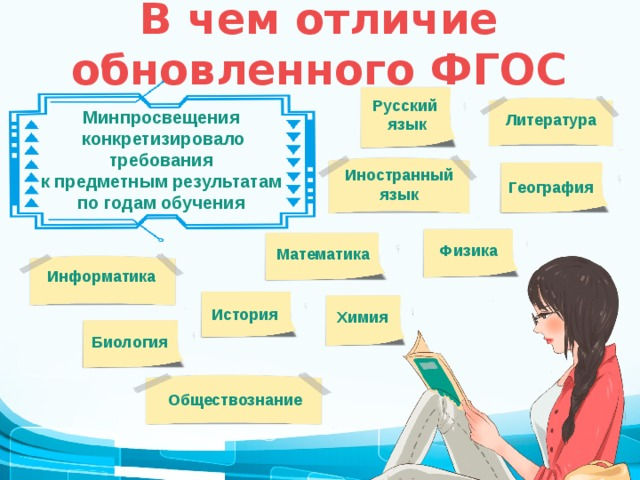 В чем отличие
обновленного ФГОС
Минпросвещения
конкретизировало
требования
к предметным результатам
по годам обучения
Русский
язык
Литература
Иностранный
язык
География
Математика
Физика
Информатика
История
Химия
Биология
Обществознание